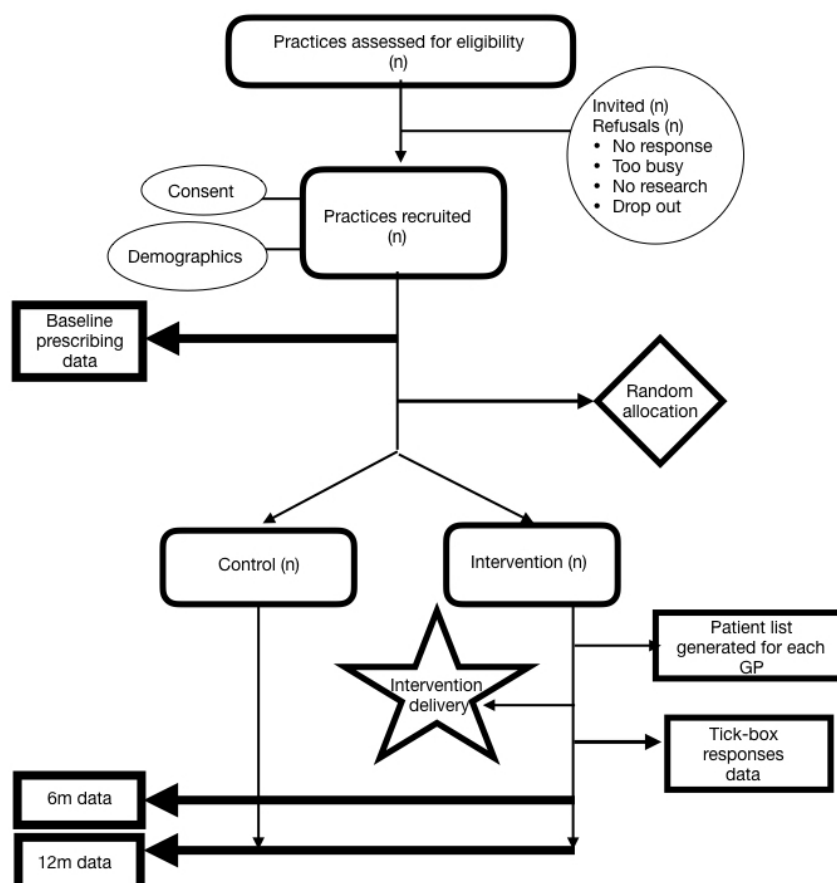 Practices assessed for eligibility
(n)
Invited (n)
Refusals (n)
• No response
• Too busy
• No research
• Drop out
Consent
Practices recruited
(n)
Demographics
Baseline
prescribing
data
Random
allocation
Control (n)
Intervention (n)
Patient list
generated for each
GP
Intervention
delivery
Tick-box
responses
data
6m data
12m data